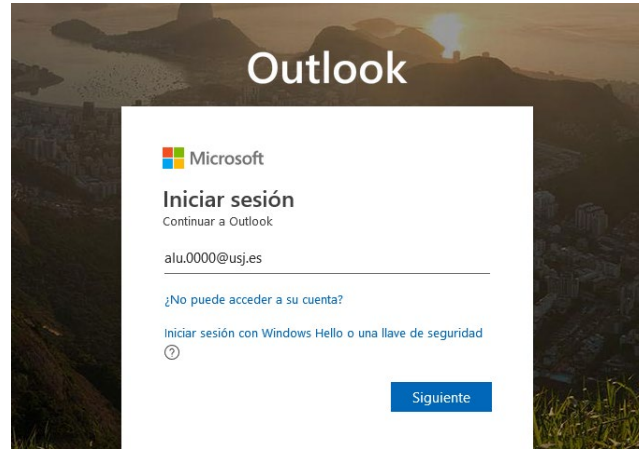 Outlook
Microsoft
Iniciar sesión
Continuar a Outlook
alu.0000@usj.es
¿No puede acceder a su cuenta?
Iniciar sesión con Windows Hello o una llave de seguridad
?
Siguiente